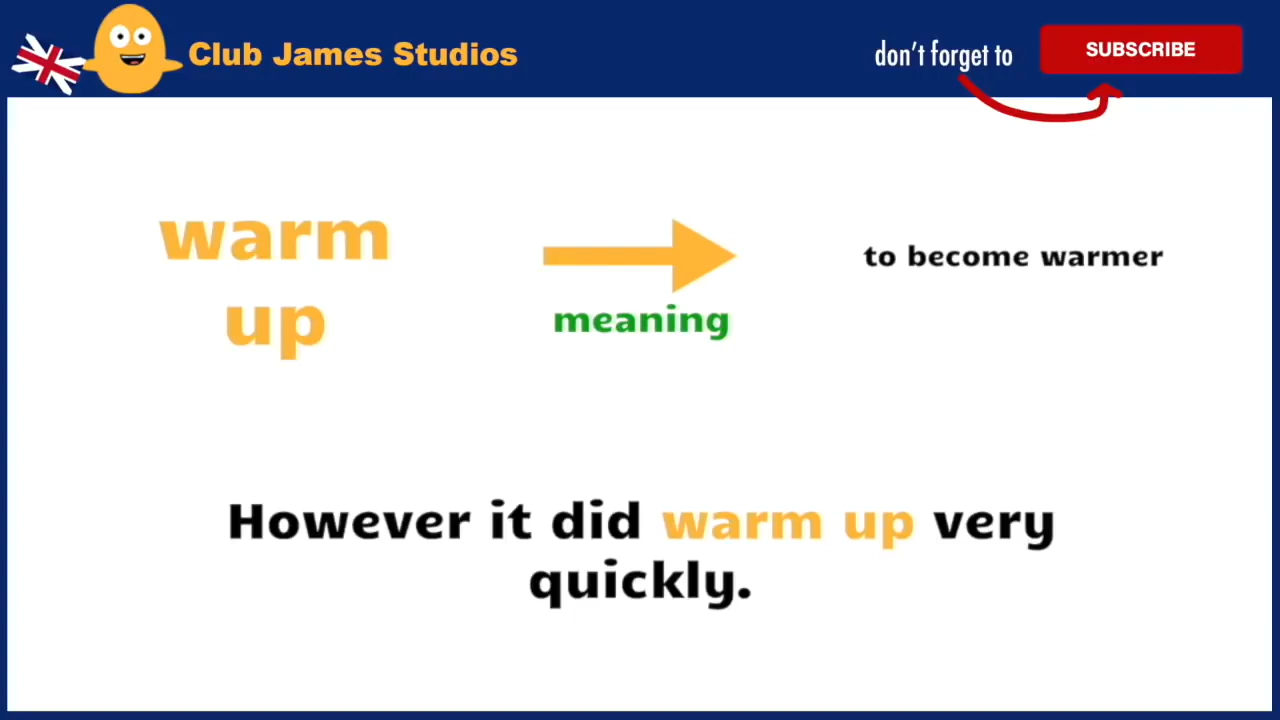 Club James Studios
don't forget to
SUBSCRIBE
warm
up
meaning
to become warmer
However it did warm up very
quickly.